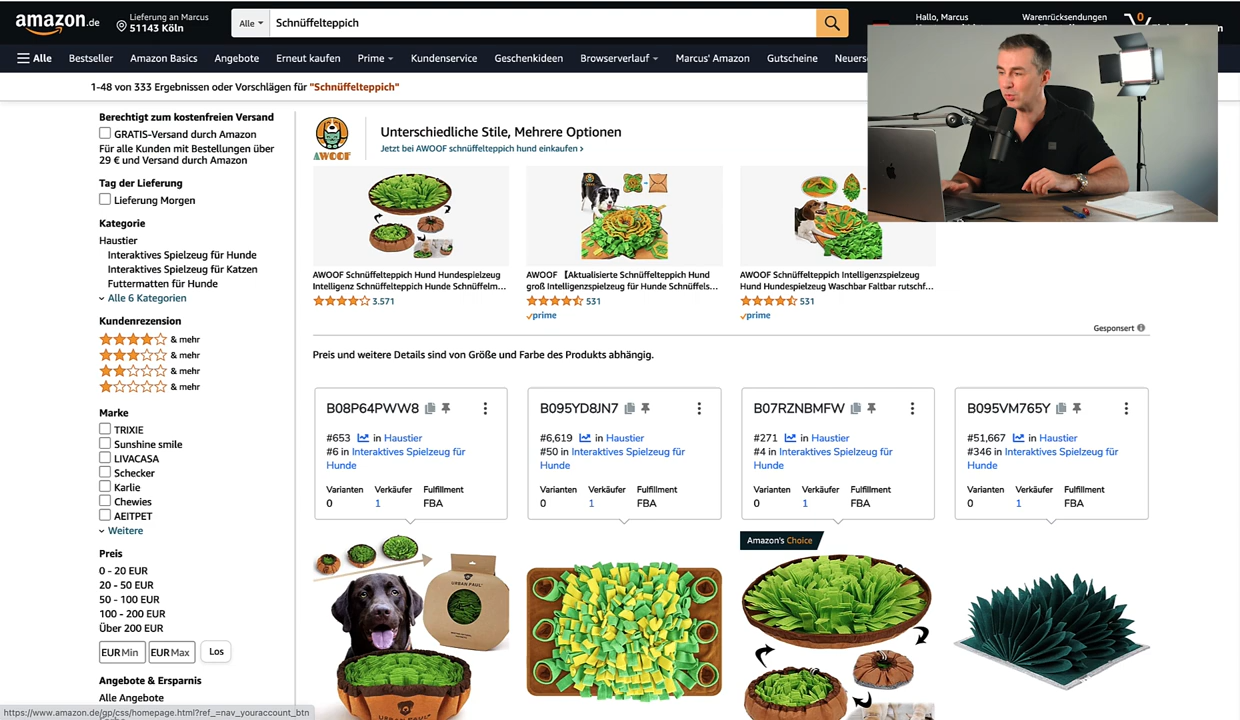 amazon.de
Lieferung an Marcus
51143 Köln
Alle
Schnüffelteppich
Hallo, Marcus
Warenrücksendungen
0
Alle
Bestseller
Amazon Basics
Angebote
Erneut kaufen
Prime
Kundenservice
Geschenkideen
Browserverlauf
Marcus' Amazon
Gutscheine
1-48 von 333 Ergebnissen oder Vorschlägen für "Schnüffelteppich"
Berechtigt zum kostenfreien Versand
GRATIS-Versand durch Amazon
Für alle Kunden mit Bestellungen über
29 € und Versand durch Amazon
Tag der Lieferung
Lieferung Morgen
Kategorie
Haustier
Interaktives Spielzeug für Hunde
Interaktives Spielzeug für Katzen
Futtermatten für Hunde
Alle 6 Kategorien
Kundenrezension
& mehr
& mehr
& mehr
& mehr
Marke
TRIXIE
Sunshine smile
LIVACASA
Schecker
Karlie
Chewies
AEITPET
Weitere
Preis
0 - 20 EUR
20 - 50 EUR
50 - 100 EUR
100 - 200 EUR
Über 200 EUR
EUR Min
EUR Max
Los
Angebote & Ersparnis
Alle Angebote
https://www.amazon.de/gp/css/homepage.html?ref_=nav_youraccount_btn
AWOOF
Unterschiedliche Stile, Mehrere Optionen
Jetzt bei AWOOF schnüffelteppich hund einkaufen ›
AWOOF Schnüffelteppich Hund Hundespielzeug
Intelligenz Schnüffelteppich Hunde Schnüffelm...
3.571
AWOOF 【Aktualisierte Schnüffelteppich Hund
groß Intelligenzspielzeug für Hunde Schnüffels...
531
prime
AWOOF Schnüffelteppich Intelligenzspielzeug
Hund Hundespielzeug Waschbar Faltbar rutschf...
531
prime
Gesponsert
Preis und weitere Details sind von Größe und Farbe des Produkts abhängig.
B08P64PWW8
#653 in Haustier
#6 in Interaktives Spielzeug für
Hunde
Varianten Verkäufer Fulfillment
0 1 FBA
B095YD8JN7
#6,619 in Haustier
#50 in Interaktives Spielzeug für
Hunde
Varianten Verkäufer Fulfillment
0 1 FBA
B07RZNBMFW
#271 in Haustier
#4 in Interaktives Spielzeug für
Hunde
Varianten Verkäufer Fulfillment
0 1 FBA
B095VM765Y
#51,667 in Haustier
#346 in Interaktives Spielzeug für
Hunde
Varianten Verkäufer Fulfillment
0 1 FBA
URBAN PAUL
URBAN PAUL
Amazon's Choice